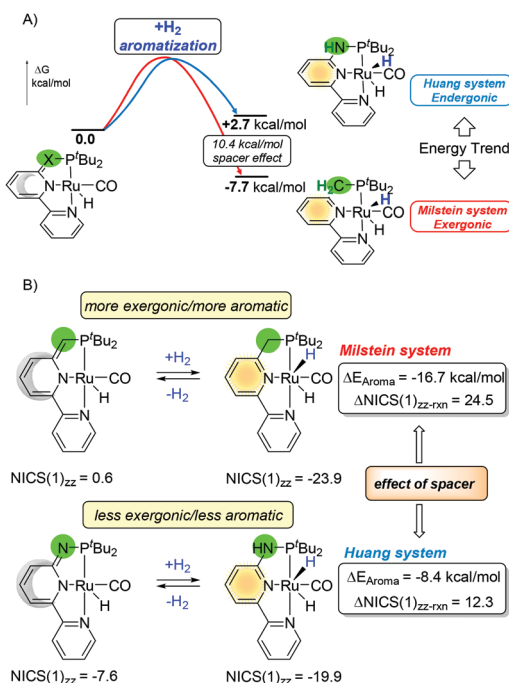 A)
+H2
aromatization
ΔG
kcal/mol
0.0
+2.7 kcal/mol
10.4 kcal/mol
spacer effect
-7.7 kcal/mol
X
P
tBu2
Ru
CO
N
H
N
HN
PtBu2
H
N
Ru
CO
H
N
Huang system
Endergonic
Energy Trend
H2C
PtBu2
H
N
Ru
CO
H
N
Milstein system
Exergonic
B)
more exergonic/more aromatic
PtBu2
N
Ru
CO
H
N
+H2
-H2
PtBu2
H
N
Ru
CO
H
N
NICS(1)zz = 0.6
NICS(1)zz = -23.9
Milstein system
ΔEAroma = -16.7 kcal/mol
ΔNICS(1)zz-rxn = 24.5
effect of spacer
less exergonic/less aromatic
N
PtBu2
N
Ru
CO
H
N
+H2
-H2
HN
PtBu2
H
N
Ru
CO
H
N
NICS(1)zz = -7.6
NICS(1)zz = -19.9
Huang system
ΔEAroma = -8.4 kcal/mol
ΔNICS(1)zz-rxn = 12.3